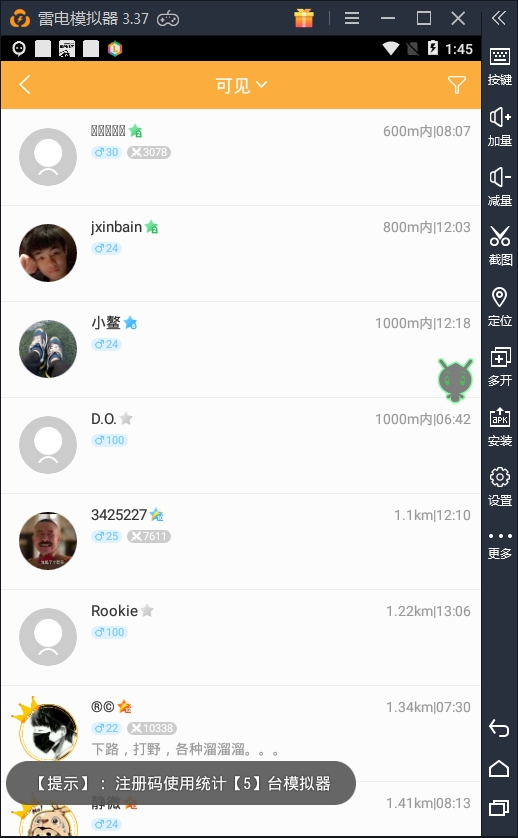 雷电模拟器 3.37
1:45
可见
600m内|08:07
♂30 3078
jxinbain 800m内|12:03
♂24
小鳌 1000m内|12:18
♂24
D.O. 1000m内|06:42
♂100
3425227 1.1km|12:10
♂25 7611
Rookie 1.22km|13:06
♂100
®© 1.34km|07:30
♂22 10338
下路，打野，各种溜溜溜。。。
【提示】：注册码使用统计【5】台模拟器
静微 1.41km|08:13
♂24
按键
加量
减量
截图
定位
多开
APK
安装
设置
更多